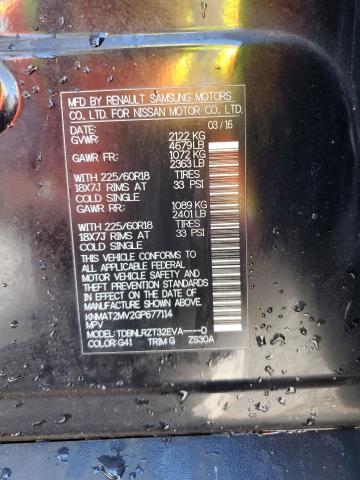 MFD BY RENAULT SAMSUNG MOTORS
CO., LTD. FOR NISSAN MOTOR CO., LTD.
DATE: 03 / 16
GVWR: 2122 KG
4679 LB
GAWR FR: 1072 KG
2363 LB
WITH 225/60R18 TIRES
18X7J RIMS AT 33 PSI
COLD SINGLE
GAWR RR: 1089 KG
2401 LB
WITH 225/60R18 TIRES
18X7J RIMS AT 33 PSI
COLD SINGLE
THIS VEHICLE CONFORMS
TO ALL APPLICABLE FEDERAL
MOTOR VEHICLE SAFETY AND
THEFT PREVENTION STANDARDS
IN EFFECT ON THE DATE OF
MANUFACTURE SHOWN ABOVE.
KNMAT2MV2GP677114
MPV
MODEL: TDBNLRZT32EVA----D
COLOR: G41 TRIM: G ZS30A